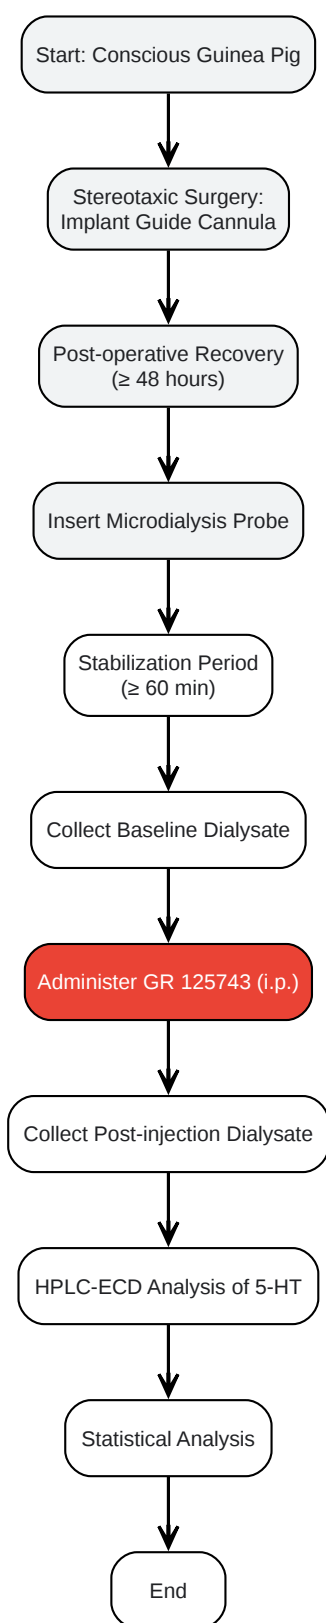 Start: Conscious Guinea Pig
Stereotaxic Surgery:
Implant Guide Cannula
Post-operative Recovery
(≥ 48 hours)
Insert Microdialysis Probe
Stabilization Period
(≥ 60 min)
Collect Baseline Dialysate
Administer GR 125743 (i.p.)
Collect Post-injection Dialysate
HPLC-ECD Analysis of 5-HT
Statistical Analysis
End